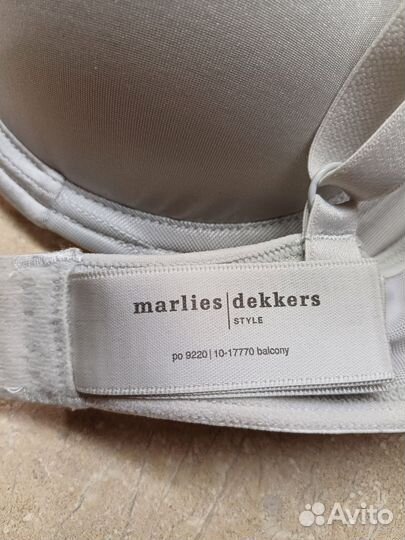 marlies|dekkers
STYLE
po 9220|10-17770 balcony
Avito